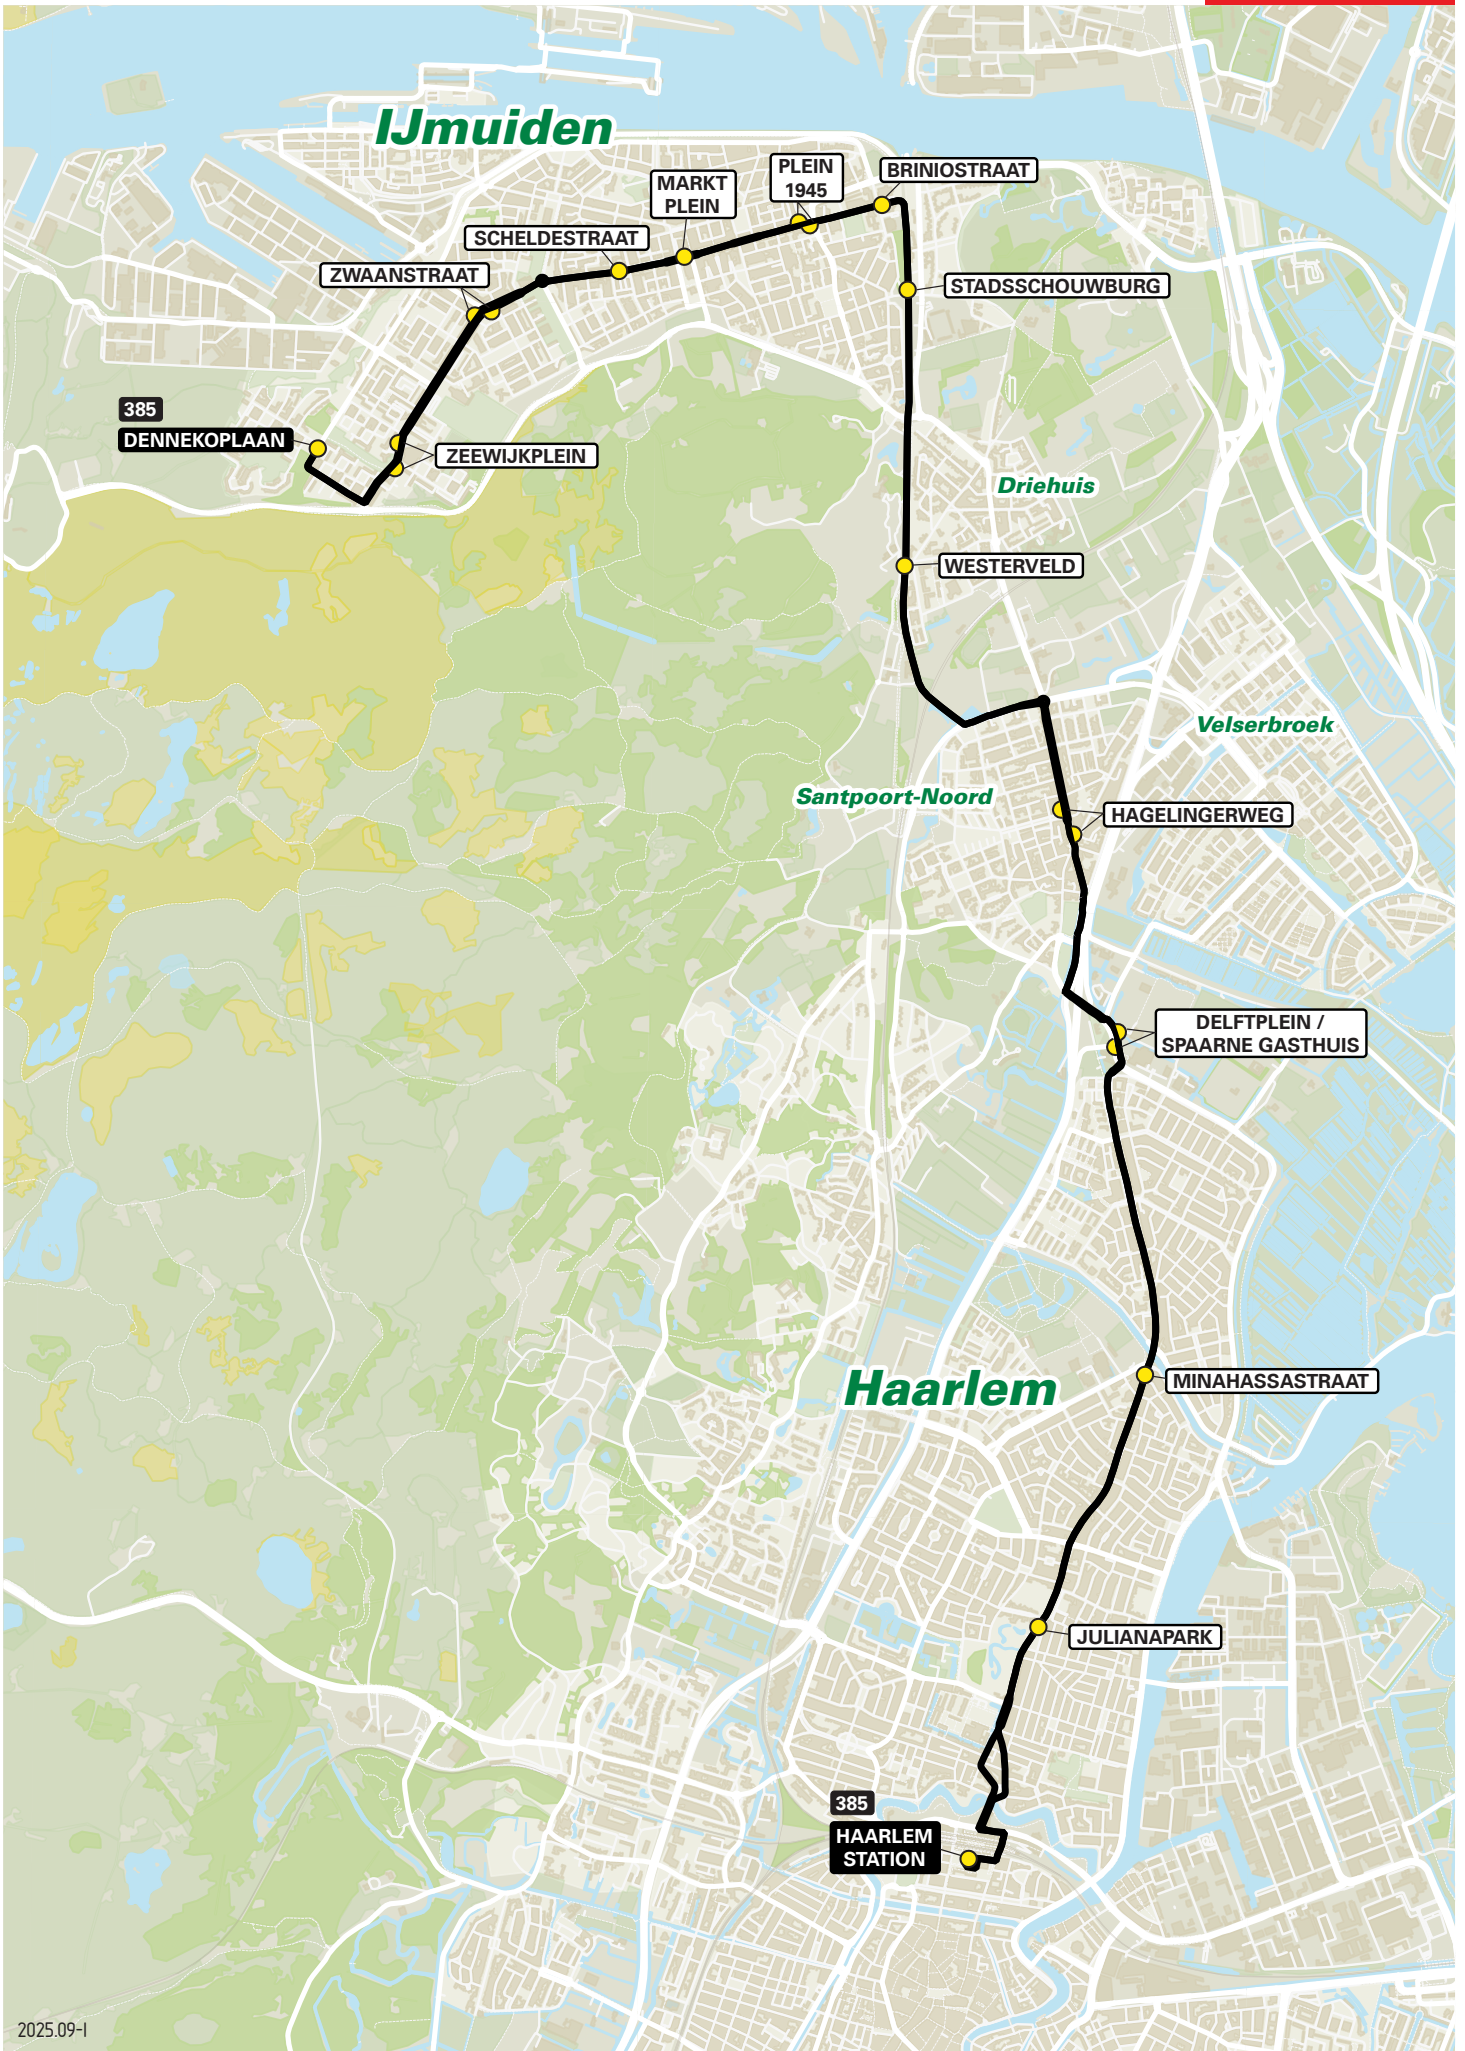 IJmuiden
PLEIN
1945
BRINIOSTRAAT
MARKT
PLEIN
SCHELDESTRAAT
ZWAANSTRAAT
STADSSCHOUWBURG
385
DENNEKOPLAAN
ZEEWIJKPLEIN
Driehuis
WESTERVELD
Velserbroek
Santpoort-Noord
HAGELINGERWEG
DELFTPLEIN /
SPAARNE GASTHUIS
Haarlem
MINAHASSASTRAAT
JULIANAPARK
385
HAARLEM
STATION
2025.09-I